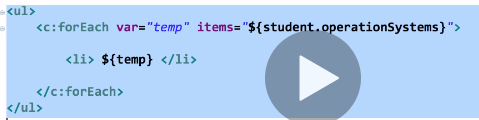 <ul>
<c:forEach var="temp" items="${student.operationSystems}">
<li> ${temp} </li>
</c:forEach>
</ul>